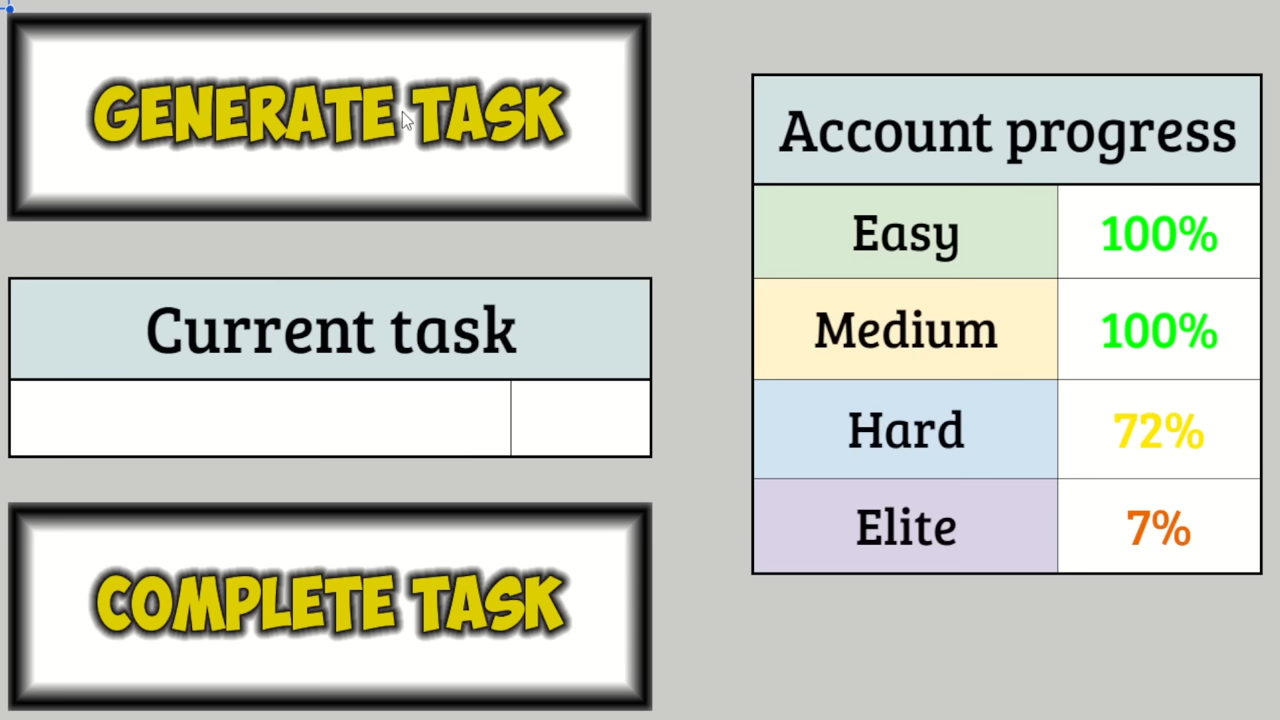 GENERATE TASK
Current task
COMPLETE TASK
Account progress
Easy 100%
Medium 100%
Hard 72%
Elite 7%